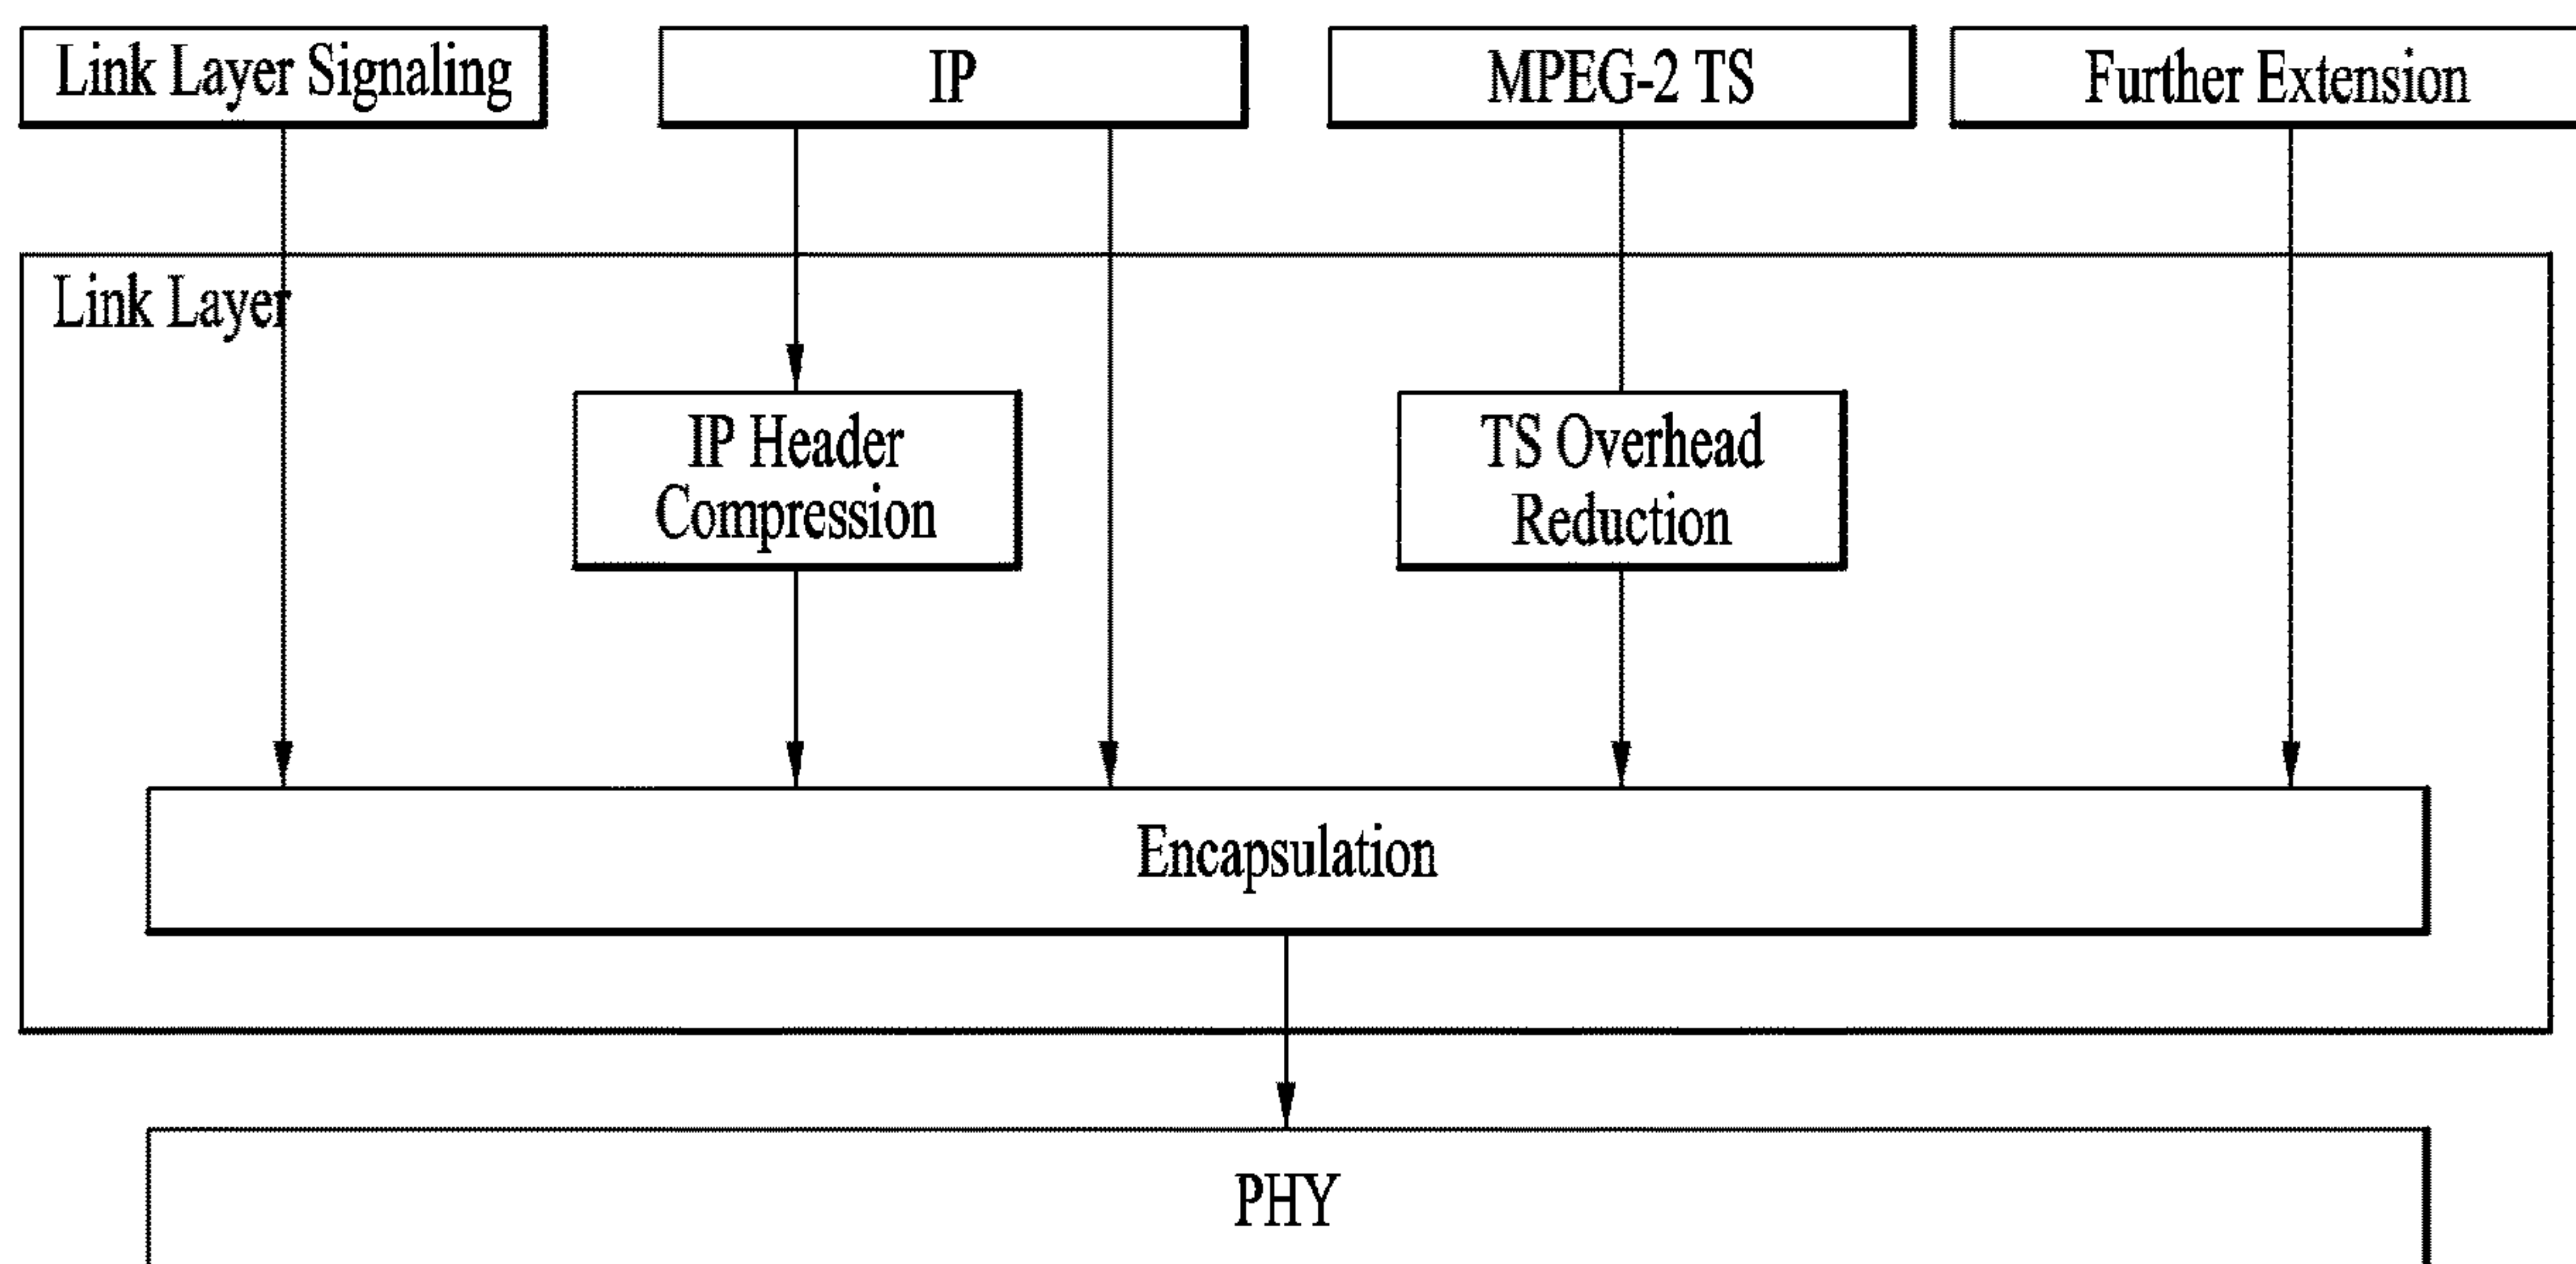 Link Layer Signaling
IP
MPEG-2 TS
Further Extension
Link Layer
IP Header
Compression
TS Overhead
Reduction
Encapsulation
PHY